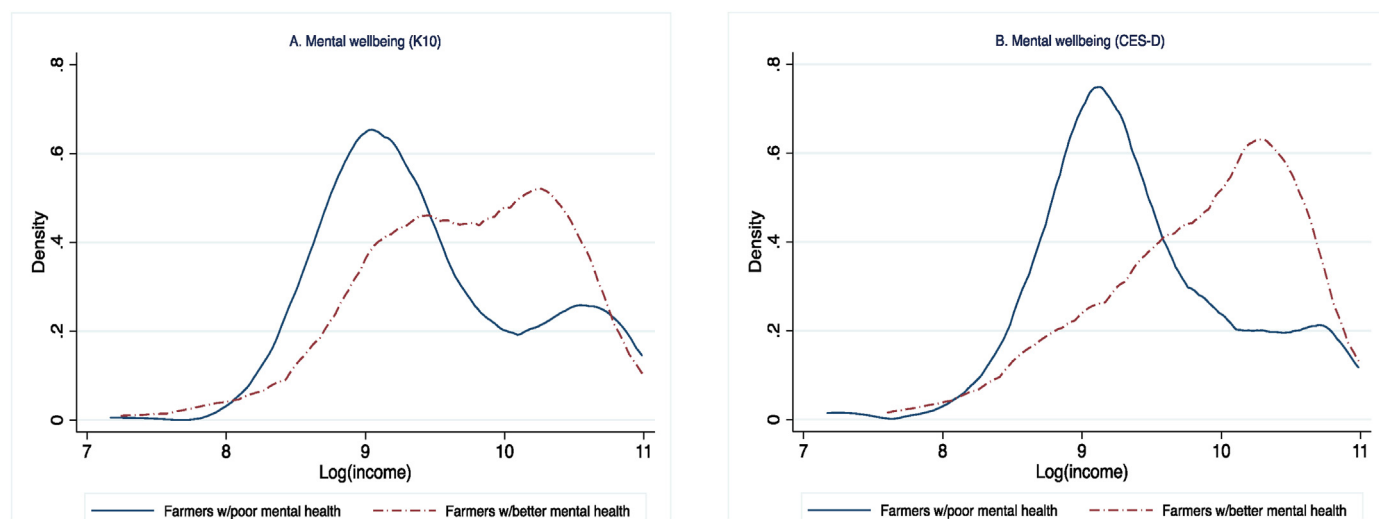 A. Mental wellbeing (K10)
Density
.8
.6
.4
.2
0
7 8 9 10 11
Log(income)
Farmers w/poor mental health Farmers w/better mental health
B. Mental wellbeing (CES-D)
Density
.8
.6
.4
.2
0
7 8 9 10 11
Log(income)
Farmers w/poor mental health Farmers w/better mental health